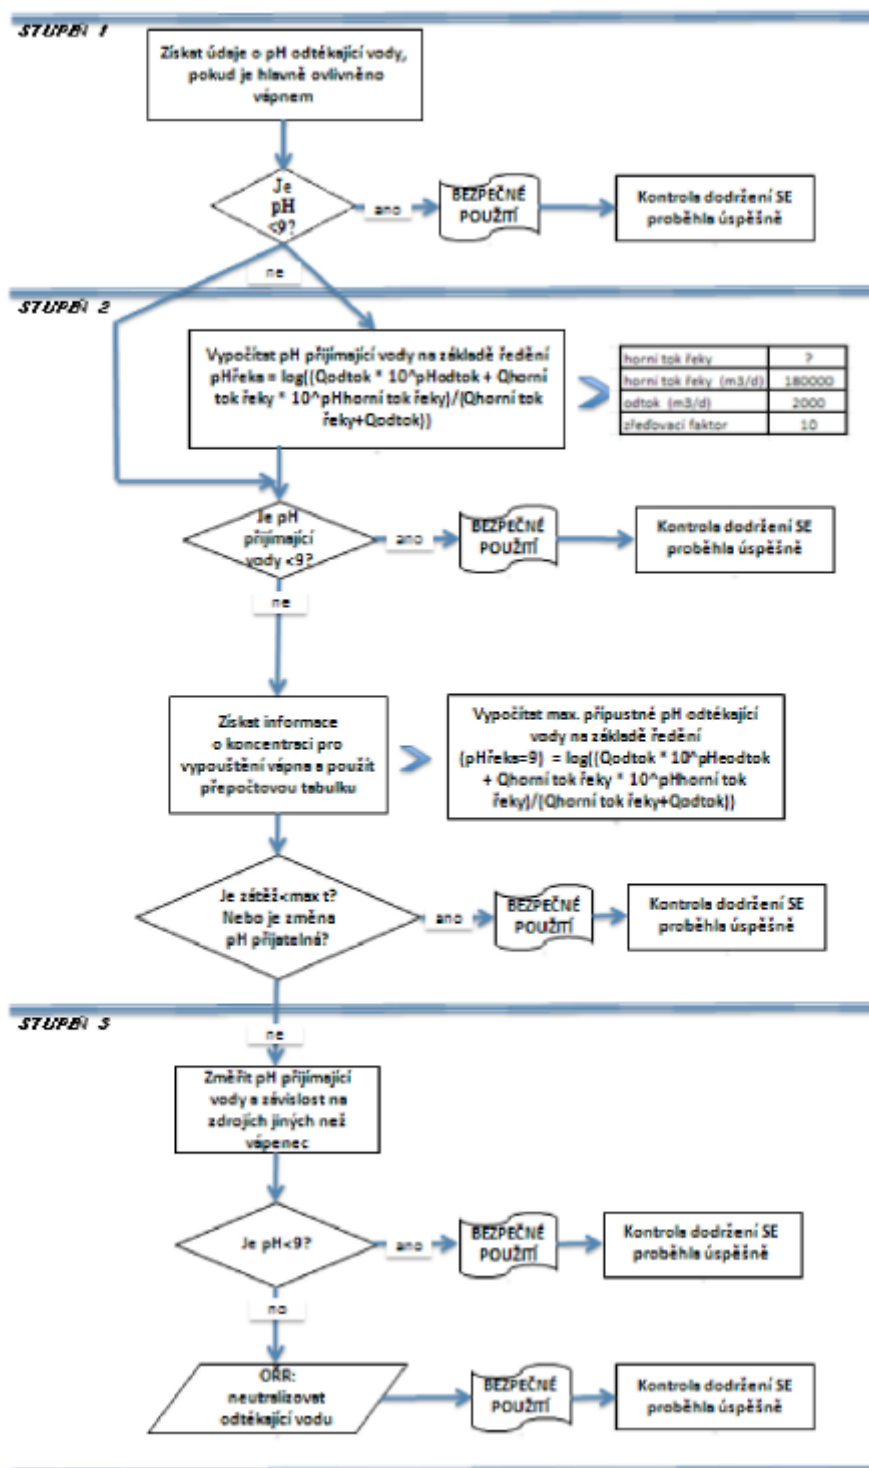 STUPEŇ 1
Získat údaje o pH odtékající vody,
pokud je hlavně ovlivněno
vápnem
Je
pH
<9?
ano
BEZPEČNÉ
POUŽITÍ
Kontrola dodržení SE
proběhla úspěšně
ne
STUPEŇ 2
Vypočítat pH přijímající vody na základě ředění
pHřeka = log((Qodtok * 10^pHodtok + Qhorní
tok řeky * 10^pHhorní tok řeky)/(Qhorní tok
řeky+Qodtok))
horní tok řeky ?
horní tok řeky (m3/d) 180000
odtok (m3/d) 2000
zřeďovací faktor 10
Je pH
přijímající
vody <9?
ano
BEZPEČNÉ
POUŽITÍ
Kontrola dodržení SE
proběhla úspěšně
ne
Získat informace
o koncentraci pro
vypouštění vápna a použít
přepočtovou tabulku
Vypočítat max. přípustné pH odtékající
vody na základě ředění
(pHřeka=9) = log((Qodtok * 10^pHeodtok
+ Qhorní tok řeky * 10^pHhorní tok
řeky)/(Qhorní tok řeky+Qodtok))
Je zátěž<max t?
Nebo je změna
pH přijatelná?
ano
BEZPEČNÉ
POUŽITÍ
Kontrola dodržení SE
proběhla úspěšně
STUPEŇ 3
ne
Změřit pH přijímající
vody a závislost na
zdrojích jiných než
vápenec
Je pH<9?
ano
BEZPEČNÉ
POUŽITÍ
Kontrola dodržení SE
proběhla úspěšně
no
OŘR:
neutralizovat
odtékající vodu
BEZPEČNÉ
POUŽITÍ
Kontrola dodržení SE
proběhla úspěšně